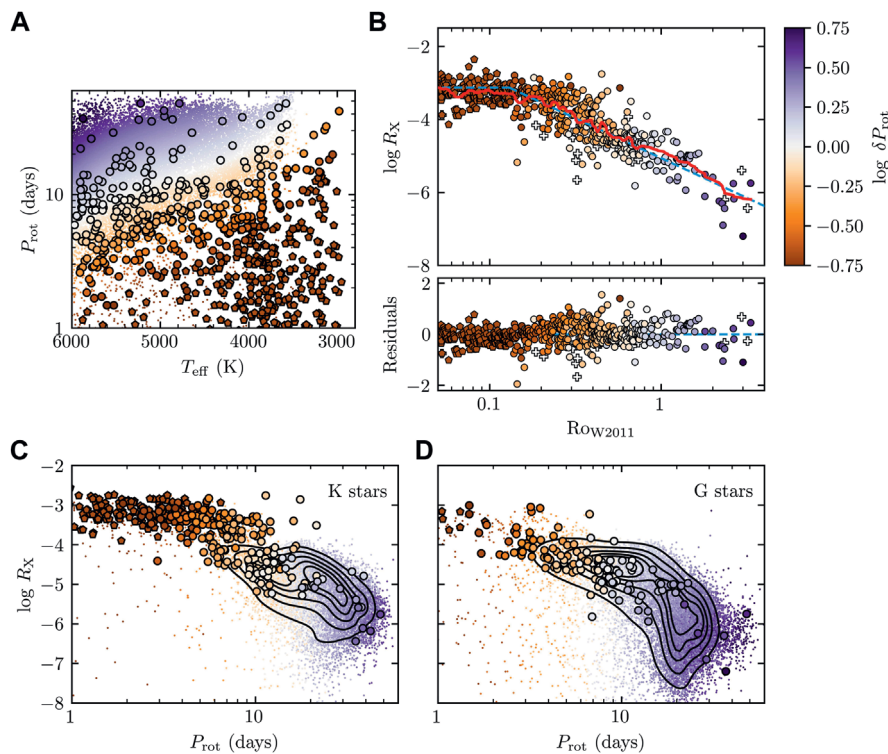 A
P_rot (days)
10
1
6000 5000 4000 3000
T_eff (K)
B
−2
−4
−6
−8
log R_X
2
0
−2
Residuals
0.1 1
Ro_W2011
0.75
0.50
0.25
0.00
−0.25
−0.50
−0.75
log δP_rot
C
K stars
−2
−3
−4
−5
−6
−7
−8
log R_X
1 10
P_rot (days)
D
G stars
1 10
P_rot (days)